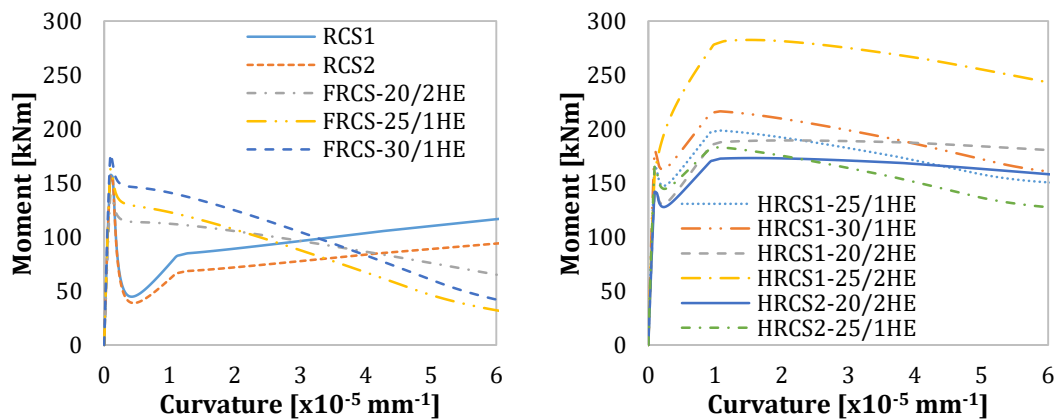 300
250
200
150
100
50
0
Moment [kNm]
RCS1
RCS2
FRCS-20/2HE
FRCS-25/1HE
FRCS-30/1HE
0 1 2 3 4 5 6
Curvature [x10⁻⁵ mm⁻¹]
300
250
200
150
100
50
0
Moment [kNm]
HRCS1-25/1HE
HRCS1-30/1HE
HRCS1-20/2HE
HRCS1-25/2HE
HRCS2-20/2HE
HRCS2-25/1HE
0 1 2 3 4 5 6
Curvature [x10⁻⁵ mm⁻¹]